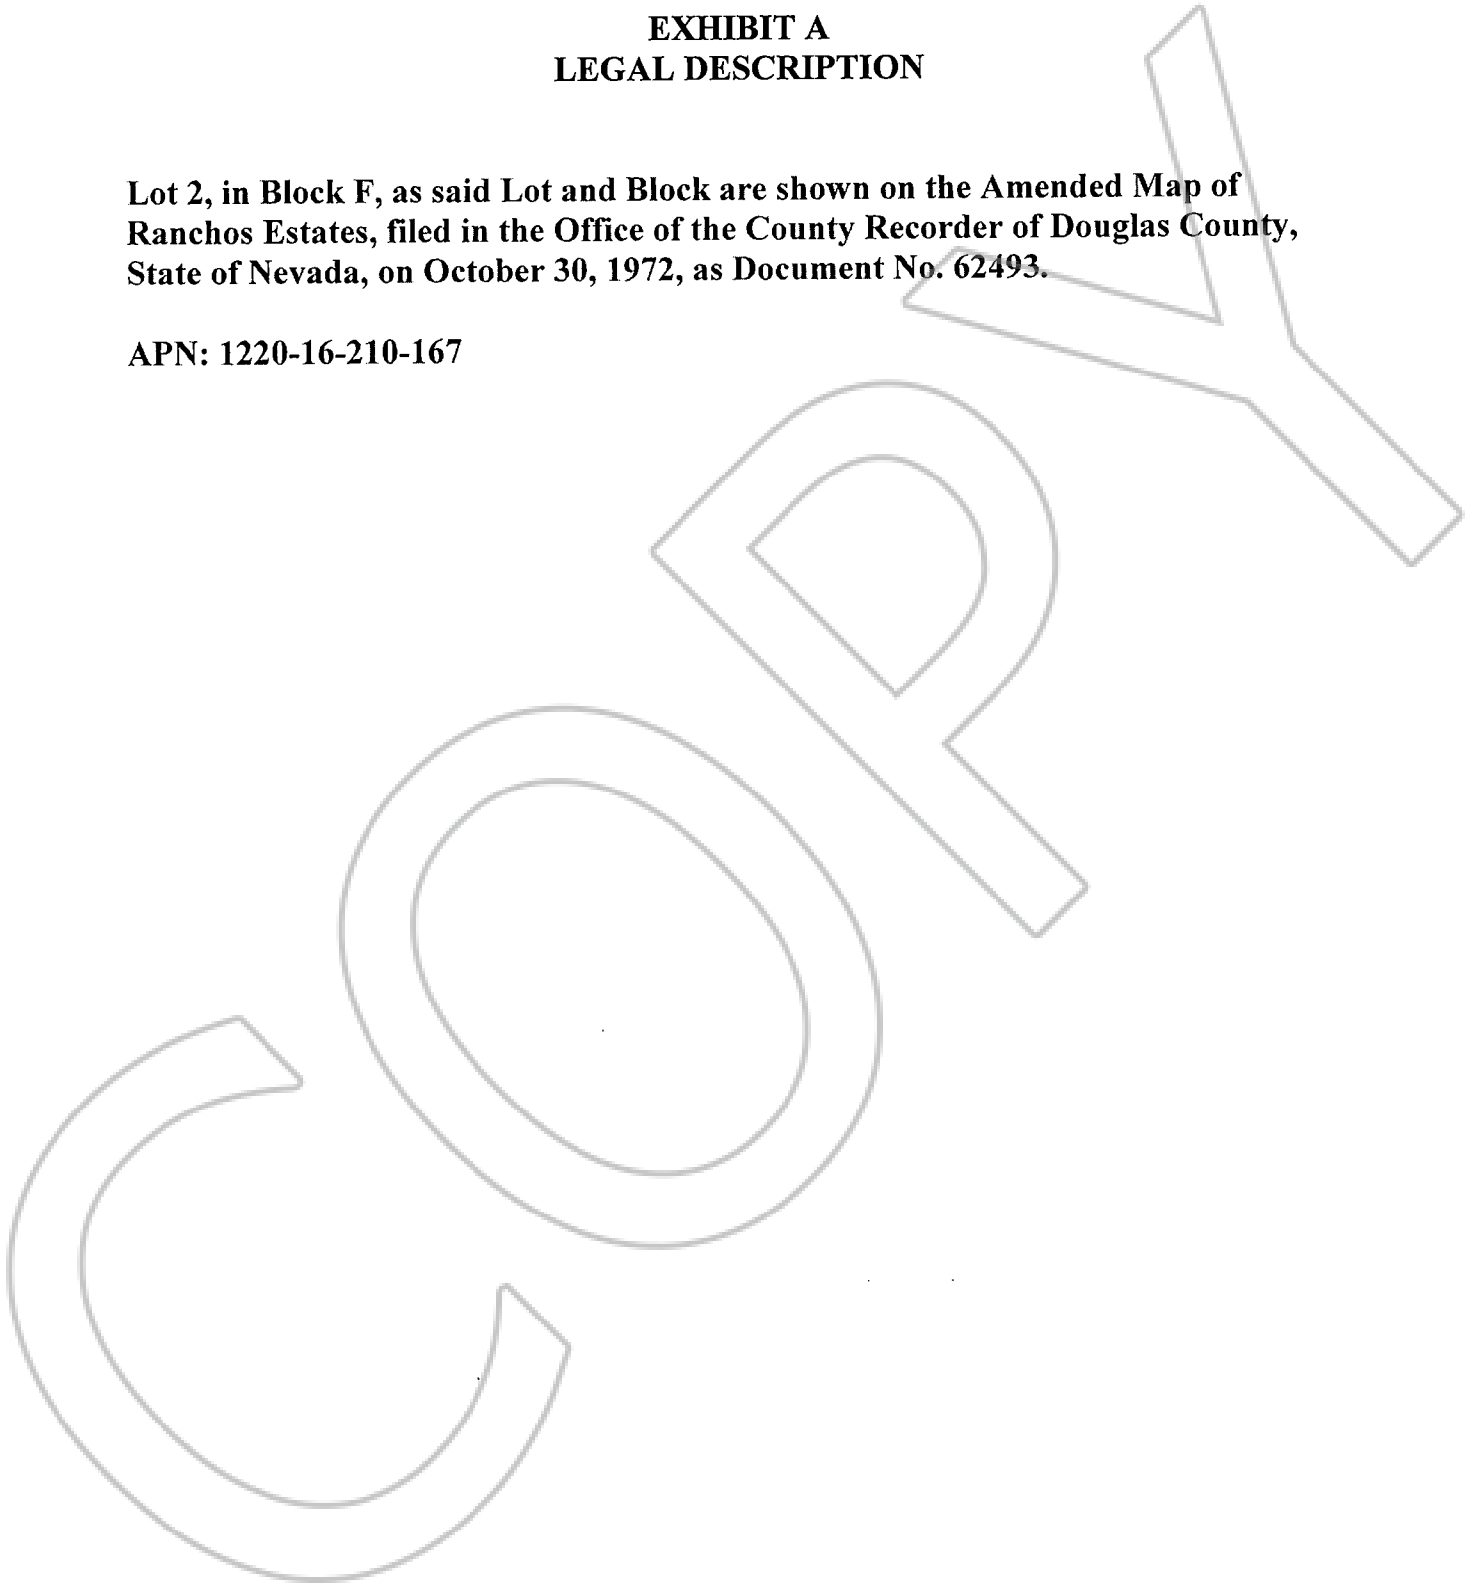 EXHIBIT A
LEGAL DESCRIPTION
Lot 2, in Block F, as said Lot and Block are shown on the Amended Map of
Ranchos Estates, filed in the Office of the County Recorder of Douglas County,
State of Nevada, on October 30, 1972, as Document No. 62493.
APN: 1220-16-210-167
COPY